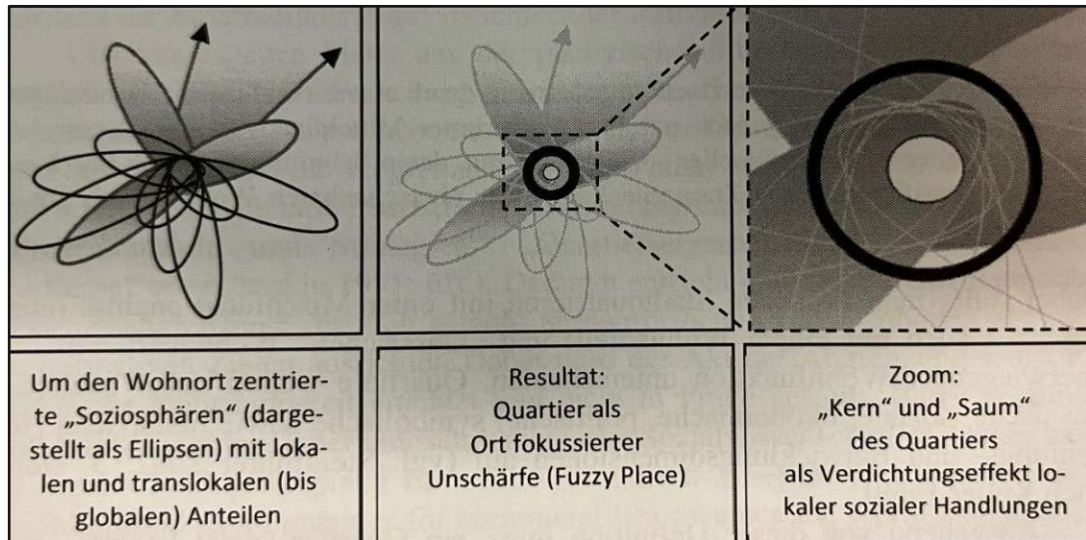 Um den Wohnort zentrier-
te „Soziosphären“ (darge-
stellt als Ellipsen) mit loka-
len und translokalen (bis
globalen) Anteilen
Resultat:
Quartier als
Ort fokussierter
Unschärfe (Fuzzy Place)
Zoom:
„Kern“ und „Saum“
des Quartiers
als Verdichtungseffekt lo-
kaler sozialer Handlungen